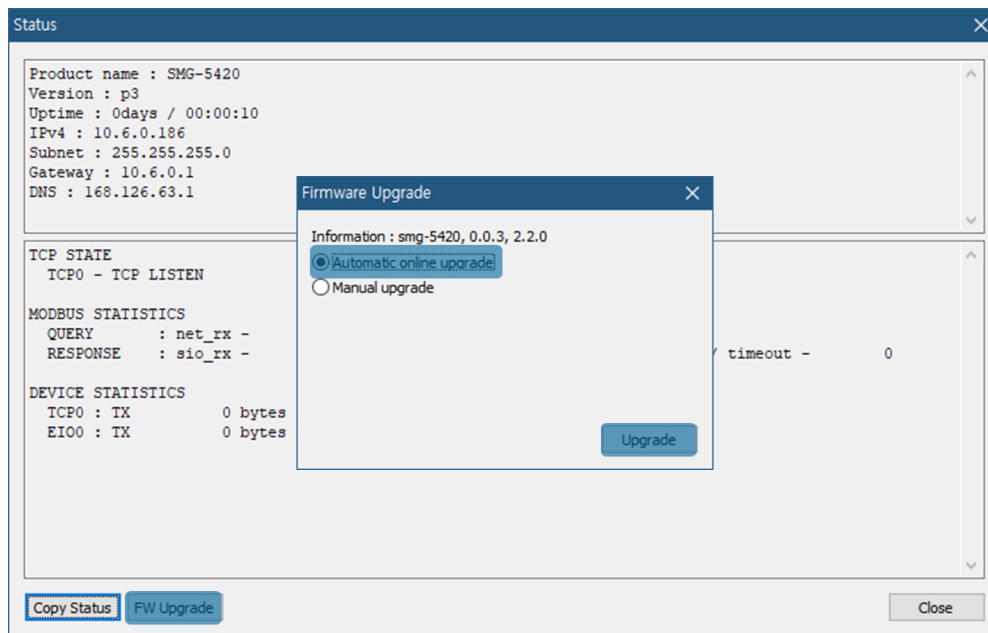 Status
Product name : SMG-5420
Version : p3
Uptime : 0days / 00:00:10
IPv4 : 10.6.0.186
Subnet : 255.255.255.0
Gateway : 10.6.0.1
DNS : 168.126.63.1
TCP STATE
TCP0 - TCP LISTEN
MODBUS STATISTICS
QUERY : net_rx -
RESPONSE : sio_rx -
/ timeout - 0
DEVICE STATISTICS
TCP0 : TX 0 bytes
EIO0 : TX 0 bytes
Firmware Upgrade
Information : smg-5420, 0.0.3, 2.2.0
Automatic online upgrade
Manual upgrade
Upgrade
Copy Status FW Upgrade Close